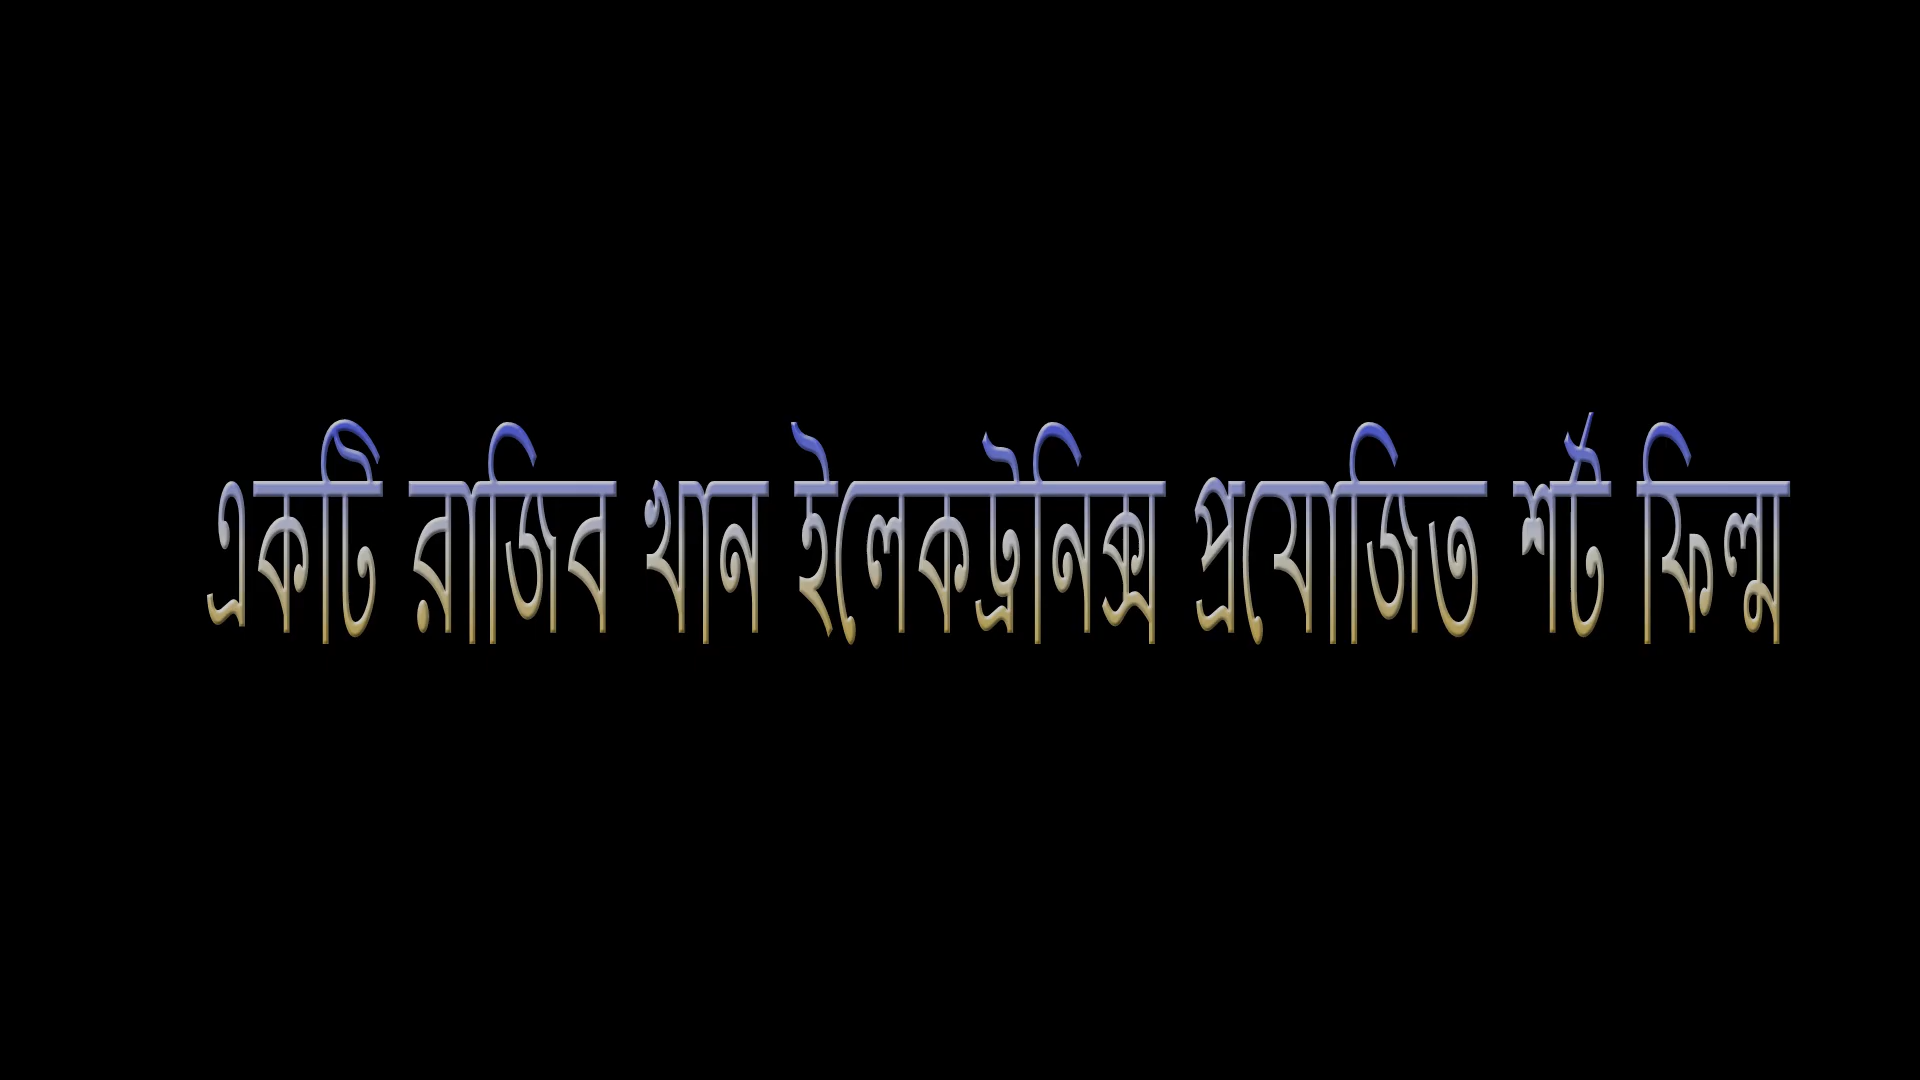 একটি রাজিব খান ইলেকট্রনিক্স প্রযোজিত শর্ট ফিল্ম